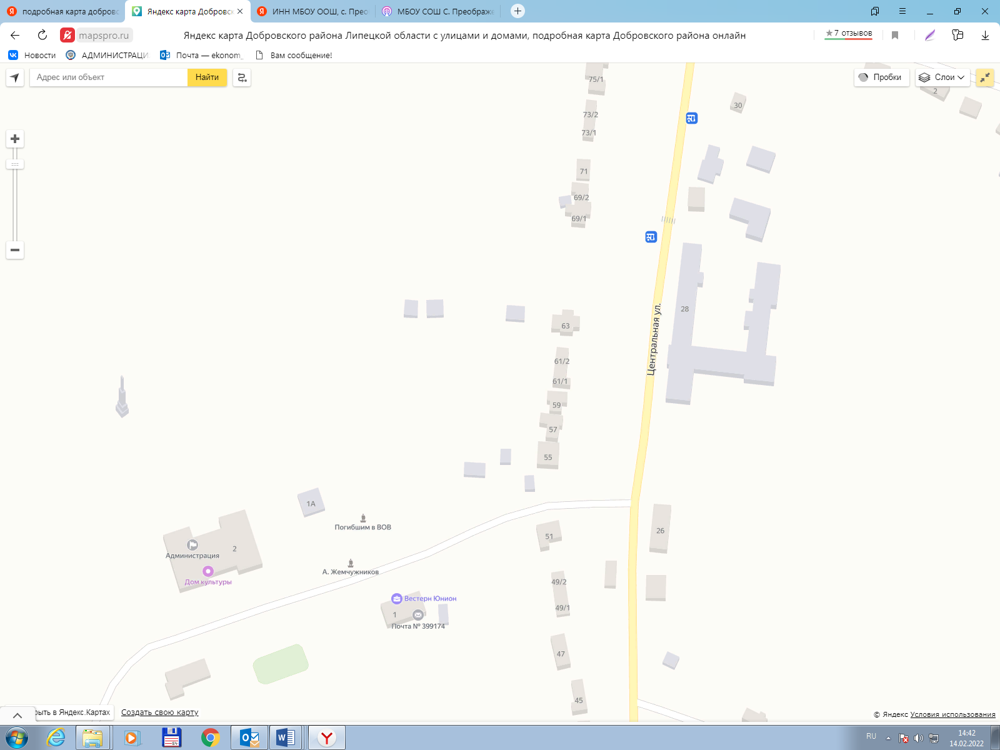 подробная карта добровс
Яндекс карта Добровск
ИНН МБОУ ООШ, с. Прео
МБОУ СОШ С. Преображе
mapspro.ru
Яндекс карта Добровского района Липецкой области с улицами и домами, подробная карта Добровского района онлайн
7 отзывов
Новости
АДМИНИСТРАЦИ
Почта — ekonom_
Вам сообщение!
Адрес или объект
Найти
Пробки
Слои
75/1
2
30
73/2
73/1
71
69/2
69/1
28
63
Центральная ул.
61/2
61/1
59
57
55
1А
Погибшим в ВОВ
26
51
2
Администрация
А. Жемчужников
Дом культуры
49/2
Вестерн Юнион
49/1
1
Почта № 399174
47
45
рыть в Яндекс.Картах
Создать свою карту
© Яндекс Условия использования
64
RU
14:42
14.02.2022